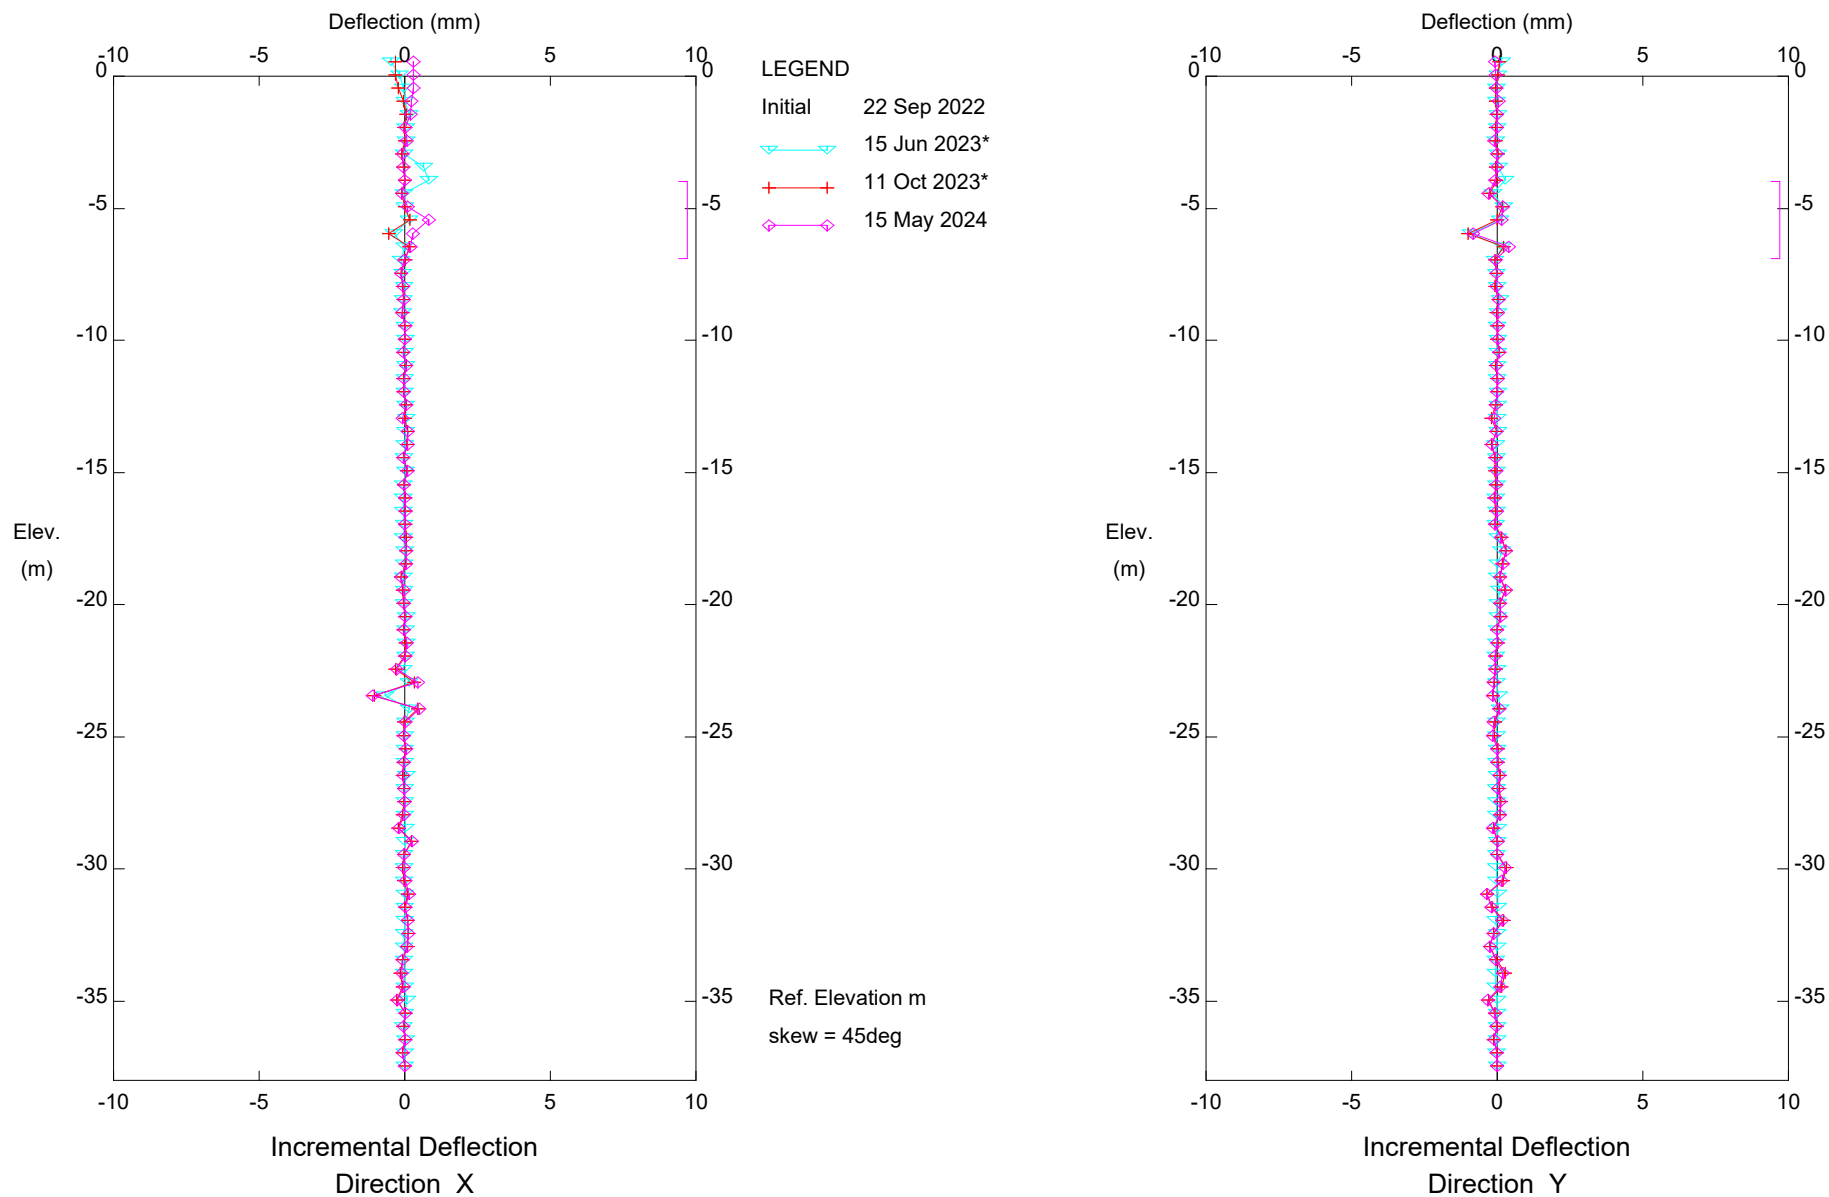 Deflection (mm)
-10 -5 0 5 10
0 0
-5 -5
-10 -10
-15 -15
Elev.
(m)
-20 -20
-25 -25
-30 -30
-35 -35
-10 -5 0 5 10
Incremental Deflection
Direction X
LEGEND
Initial 22 Sep 2022
15 Jun 2023*
11 Oct 2023*
15 May 2024
Ref. Elevation m
skew = 45deg
Deflection (mm)
-10 -5 0 5 10
0 0
-5 -5
-10 -10
-15 -15
Elev.
(m)
-20 -20
-25 -25
-30 -30
-35 -35
-10 -5 0 5 10
Incremental Deflection
Direction Y